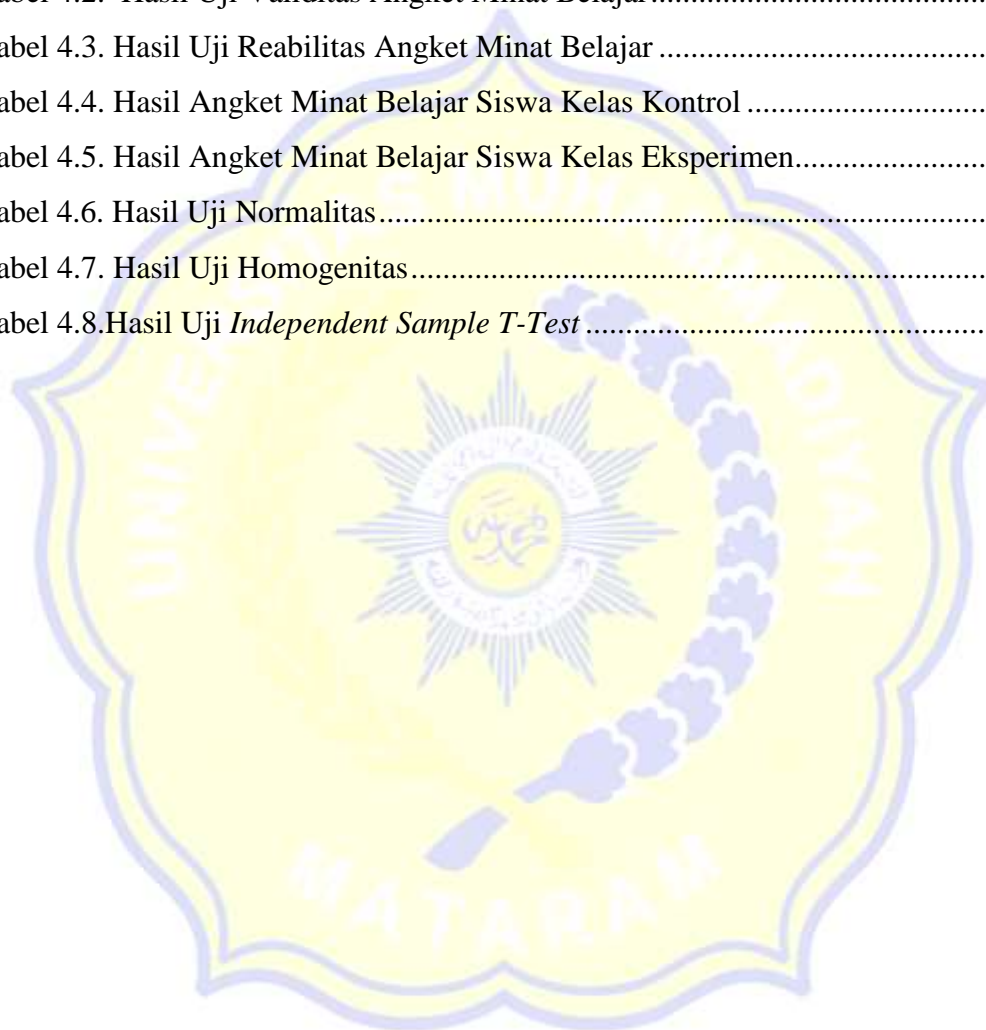 abel 4.2. Hasil Uji Validitas Angket Minat Belajar................................................
abel 4.3. Hasil Uji Reabilitas Angket Minat Belajar ................................................
abel 4.4. Hasil Angket Minat Belajar Siswa Kelas Kontrol ....................................
abel 4.5. Hasil Angket Minat Belajar Siswa Kelas Eksperimen..............................
abel 4.6. Hasil Uji Normalitas..................................................................................
abel 4.7. Hasil Uji Homogenitas..............................................................................
abel 4.8.Hasil Uji Independent Sample T-Test ........................................................
UNIVERSITAS MUHAMMADIYAH
MATARAM